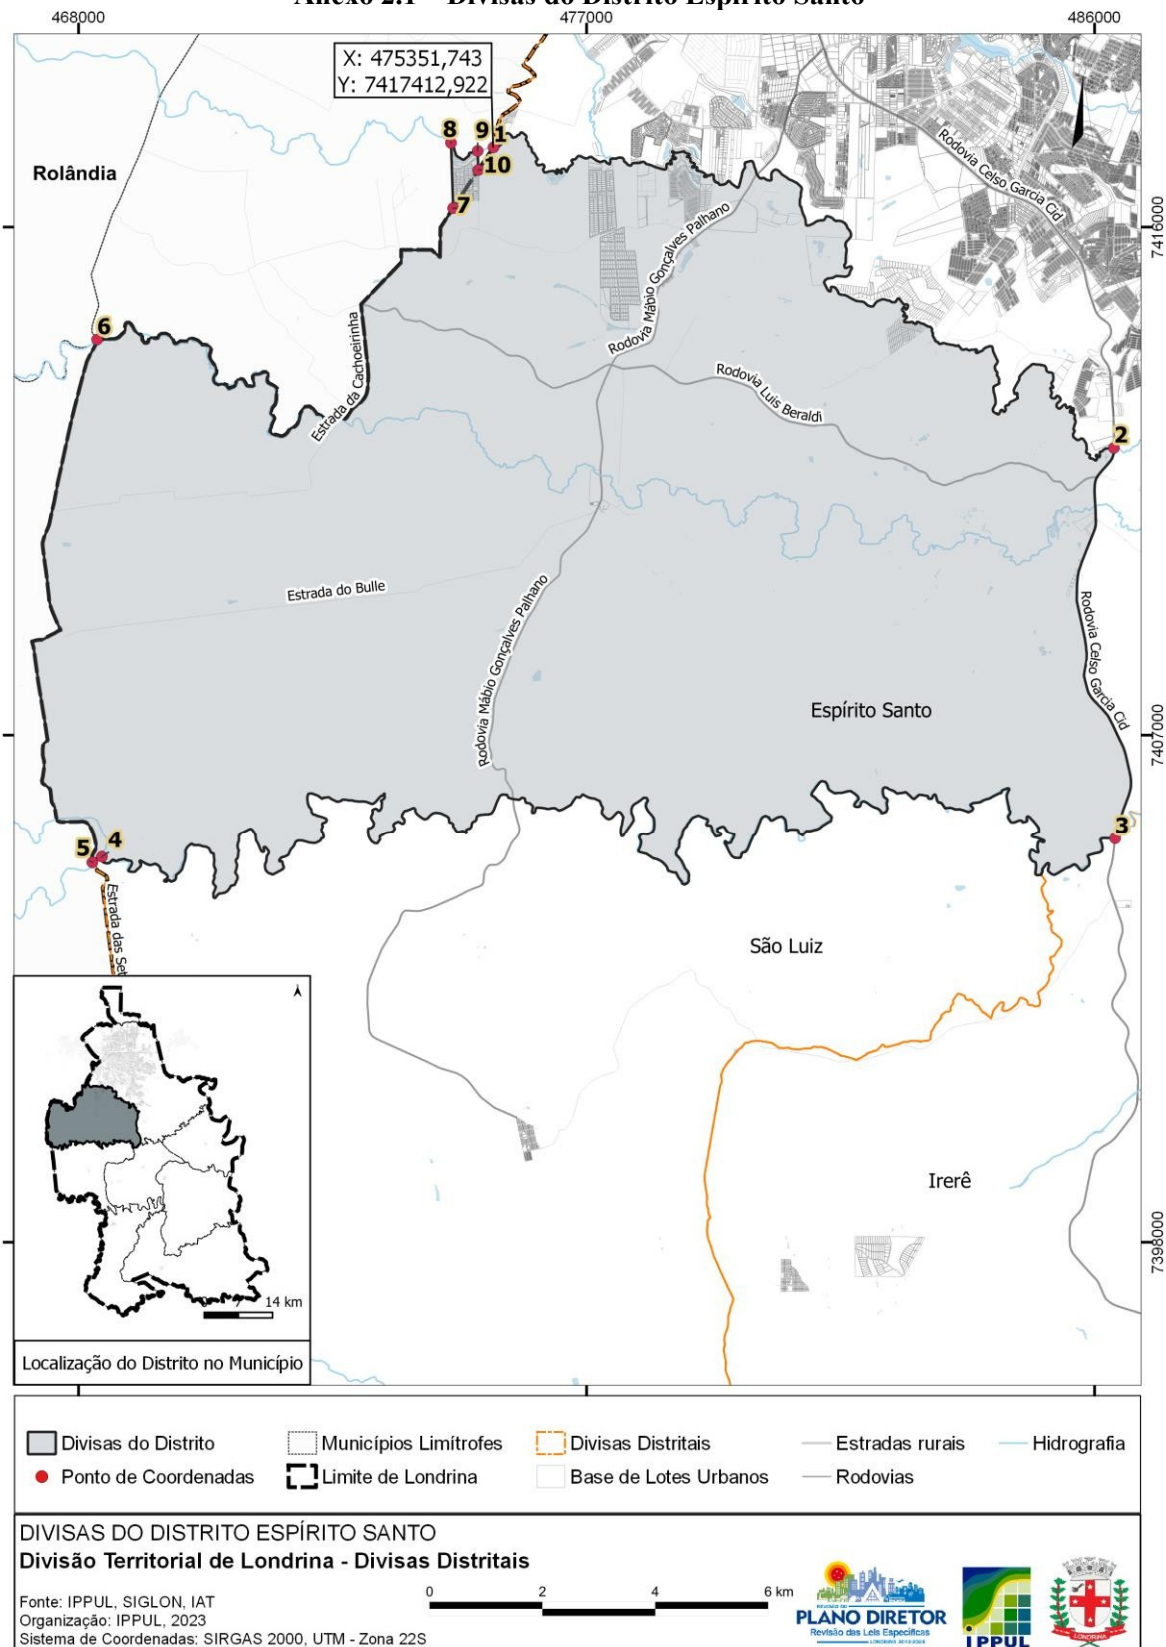 Anexo 2.1 – Divisas do Distrito Espírito Santo
468000
477000
486000
X: 475351,743
Y: 7417412,922
8
9
1
10
7
Rolândia
Rodovia Celso Garcia Cid
7416000
Rodovia Mábio Gonçalves Palhano
6
Estrada da Cachoeirinha
Rodovia Luis Beraldi
2
Estrada do Bulle
Rodovia Mábio Gonçalves Palhano
Rodovia Celso Garcia Cid
Espírito Santo
7407000
3
4
5
Estrada das Set
São Luiz
Irerê
7398000
14 km
Localização do Distrito no Município
Divisas do Distrito
Municípios Limítrofes
Divisas Distritais
Estradas rurais
Hidrografia
Ponto de Coordenadas
Limite de Londrina
Base de Lotes Urbanos
Rodovias
DIVISAS DO DISTRITO ESPÍRITO SANTO
Divisão Territorial de Londrina - Divisas Distritais
0 2 4 6 km
Fonte: IPPUL, SIGLON, IAT
Organização: IPPUL, 2023
Sistema de Coordenadas: SIRGAS 2000, UTM - Zona 22S
PLANO DIRETOR
Revisão das Leis Específicas
IPPUL
LONDRINA